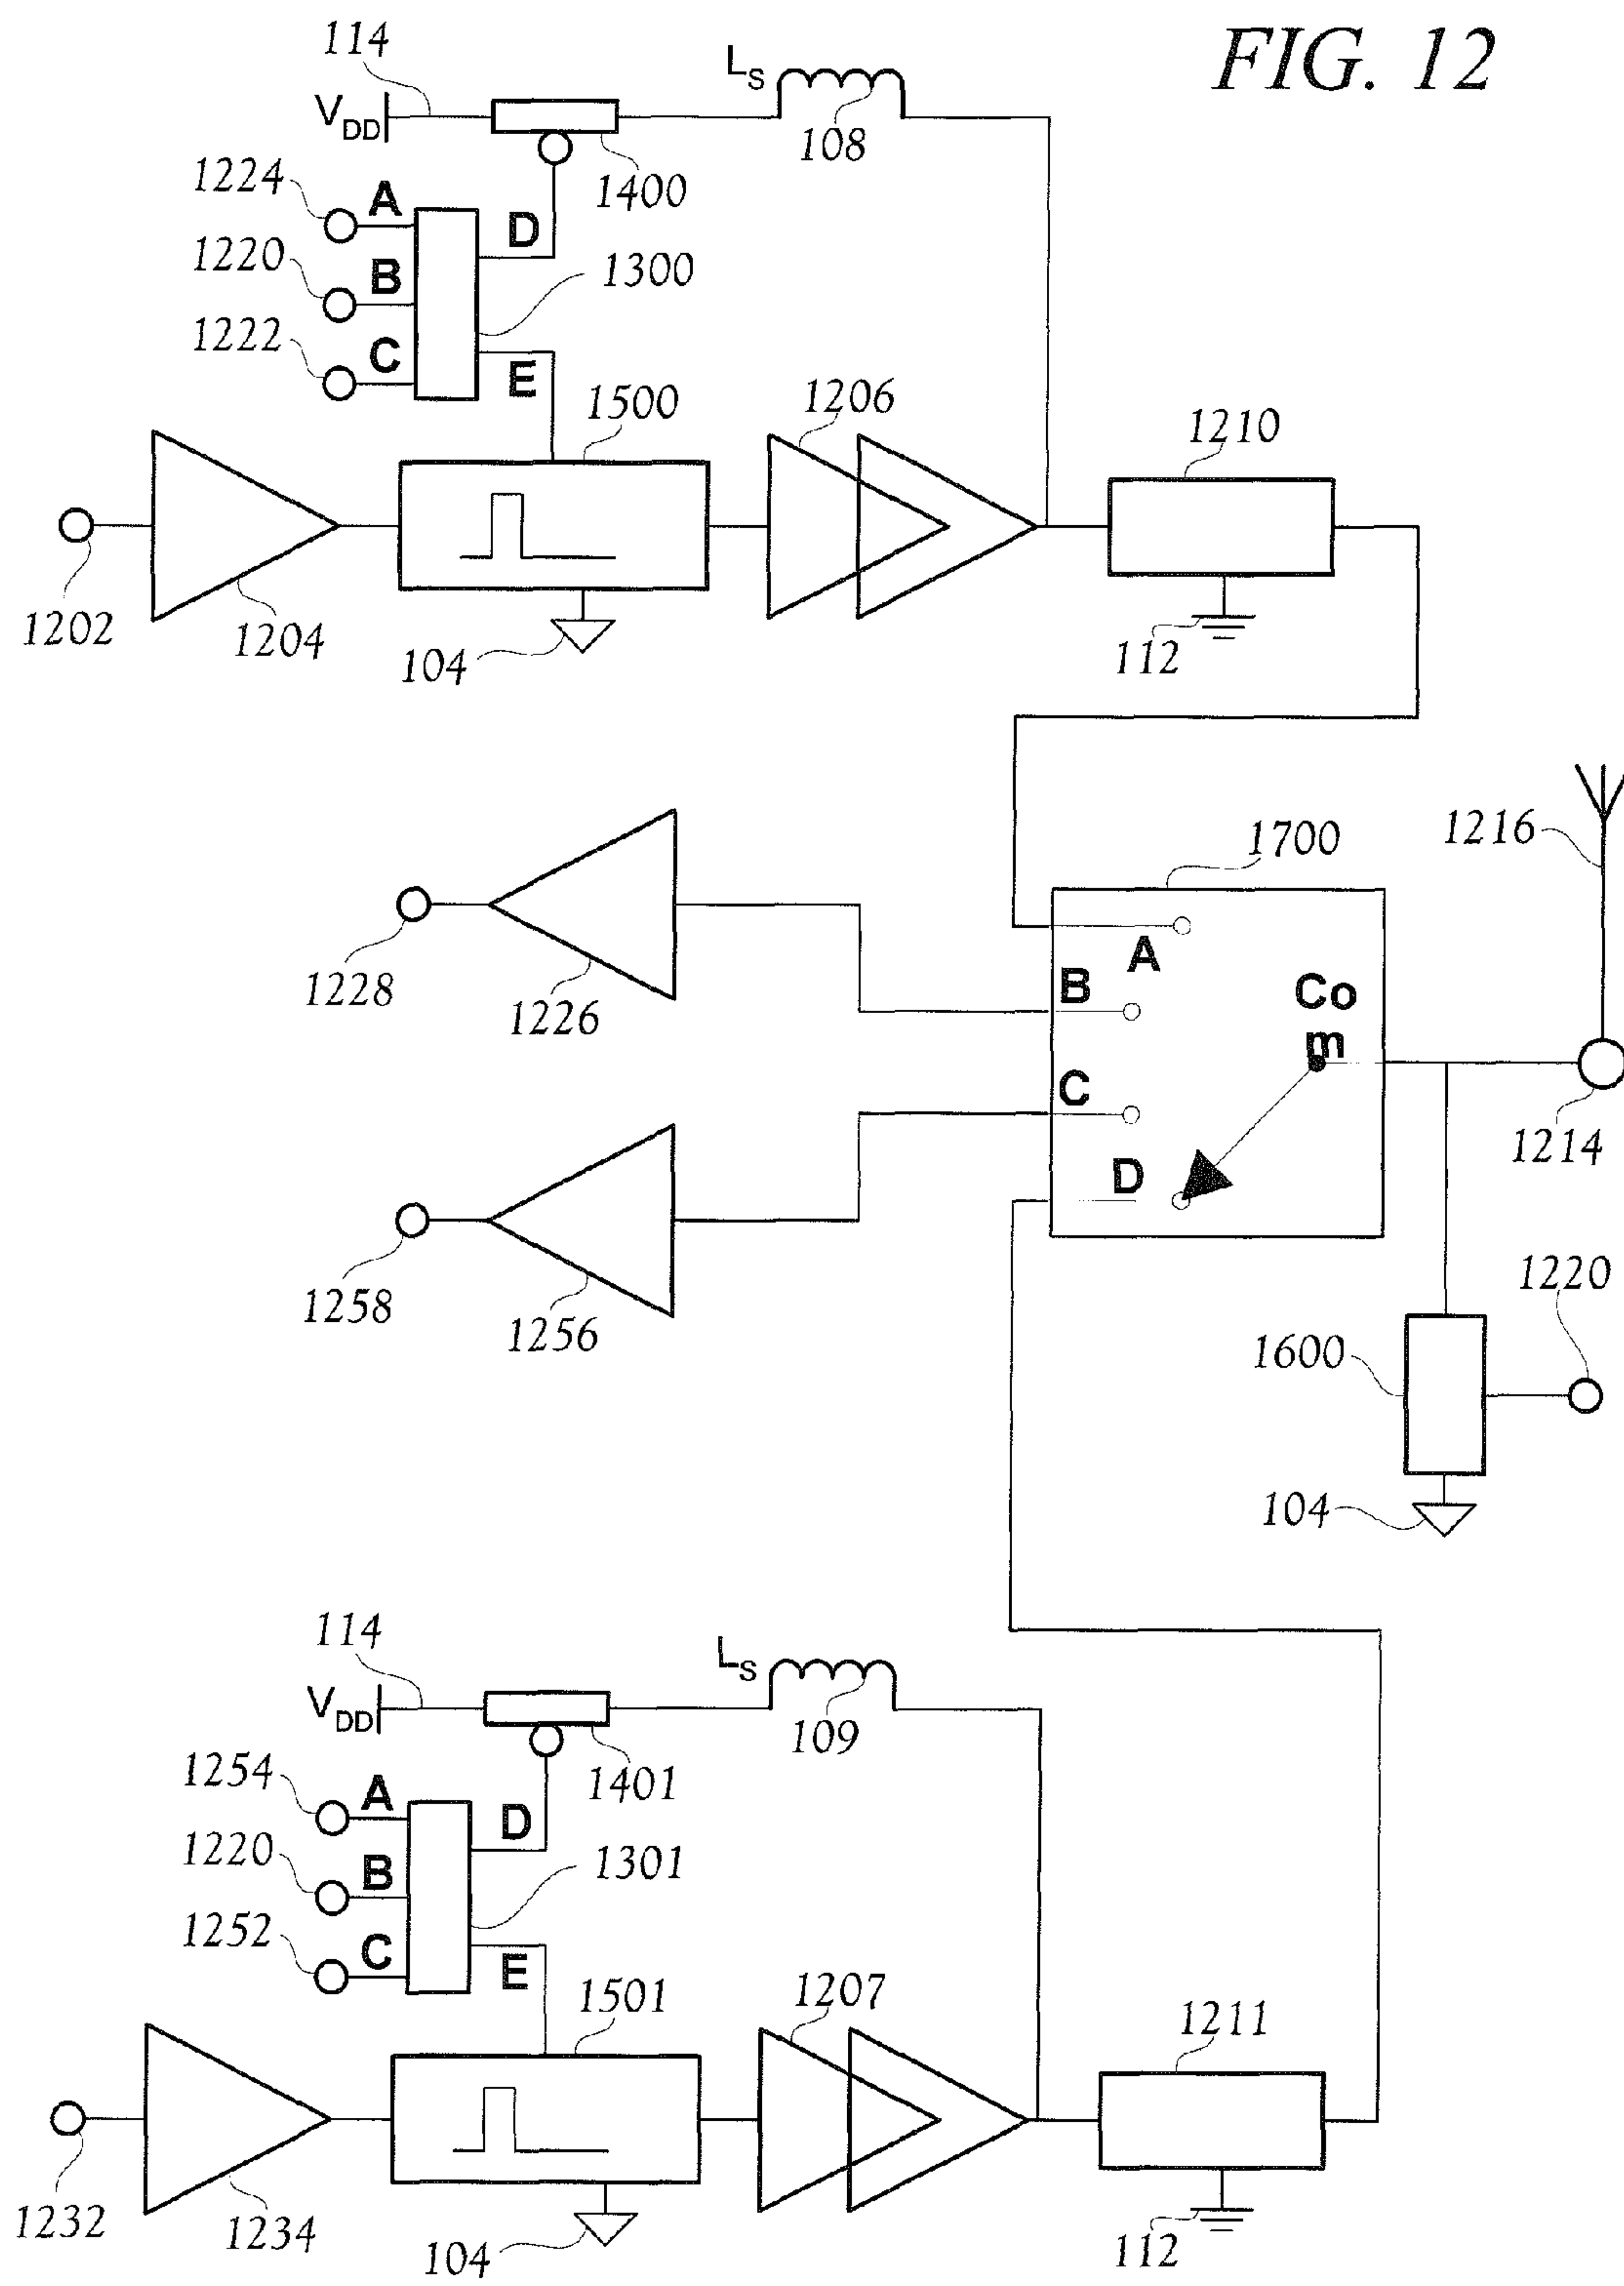 FIG. 12
114
LS
VDD
108
1400
1224
A
D
1220
B
1300
1222
C
E
1500
1206
1210
1202
1204
104
112
1700
1216
A
B
Co
m
1228
1226
C
1214
D
1258
1256
1220
1600
104
114
LS
VDD
109
1401
1254
A
D
1220
B
1301
1252
C
E
1501
1207
1211
1232
1234
104
112